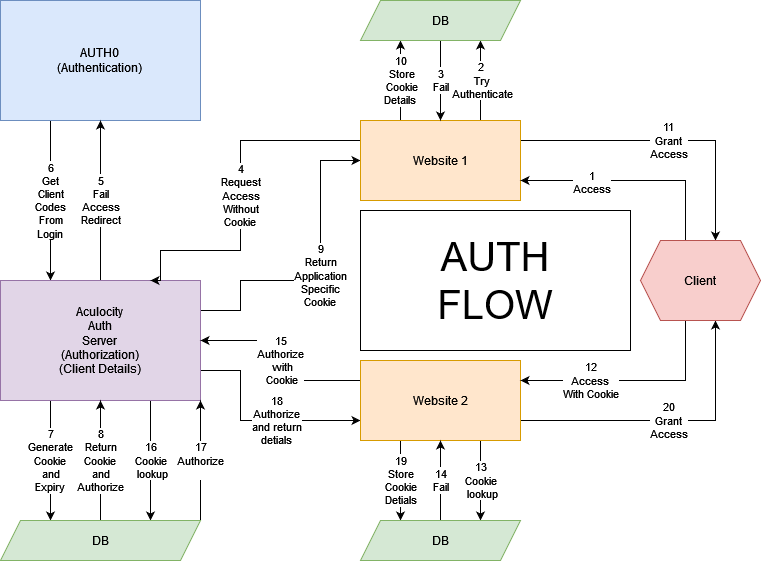 AUTH0
(Authentication)
DB
10
Store
Cookie
Details
3
Fail
2
Try
Authenticate
Website 1
11
Grant
Access
1
Access
4
Request
Access
Without
Cookie
6
Get
Client
Codes
From
Login
5
Fail
Access
Redirect
9
Return
Application
Specific
Cookie
AUTH
FLOW
Client
Aculocity
Auth
Server
(Authorization)
(Client Details)
15
Authorize
with
Cookie
18
Authorize
and return
detials
Website 2
12
Access
With Cookie
20
Grant
Access
7
Generate
Cookie
and
Expiry
8
Return
Cookie
and
Authorize
16
Cookie
lookup
17
Authorize
19
Store
Cookie
Detials
14
Fail
13
Cookie
lookup
DB
DB